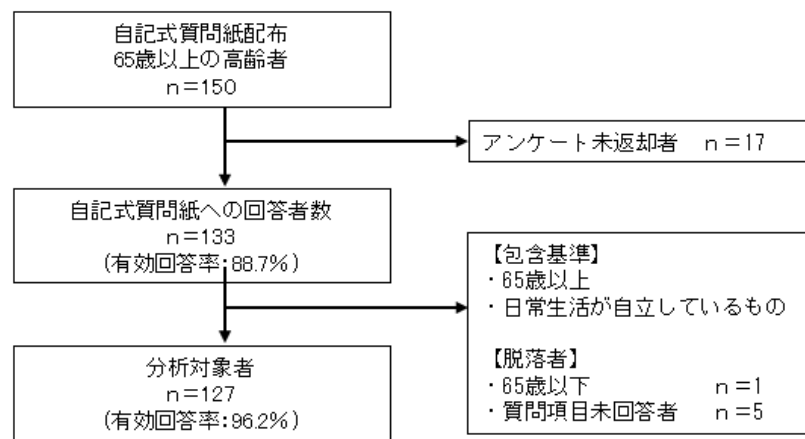 自記式質問紙配布
65歳以上の高齢者
n=150
アンケート未返却者 n=17
自記式質問紙への回答者数
n=133
(有効回答率:88.7%)
【包含基準】
・65歳以上
・日常生活が自立しているもの
【脱落者】
・65歳以下 n=1
・質問項目未回答者 n=5
分析対象者
n=127
(有効回答率:96.2%)